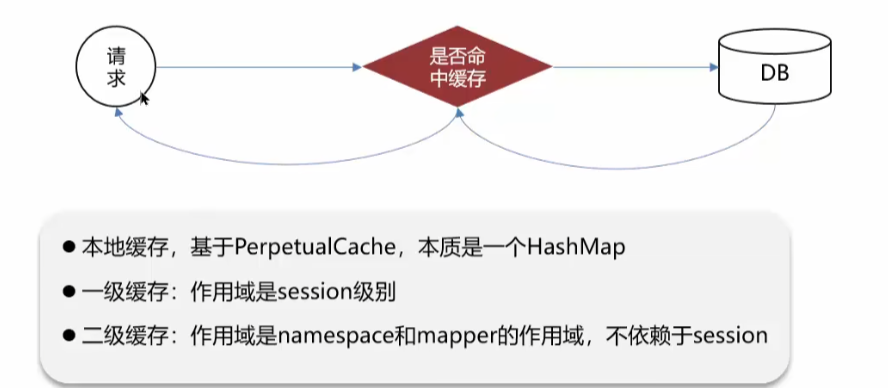 请
求
是否命
中缓存
DB
● 本地缓存，基于PerpetualCache，本质是一个HashMap
● 一级缓存：作用域是session级别
● 二级缓存：作用域是namespace和mapper的作用域，不依赖于session